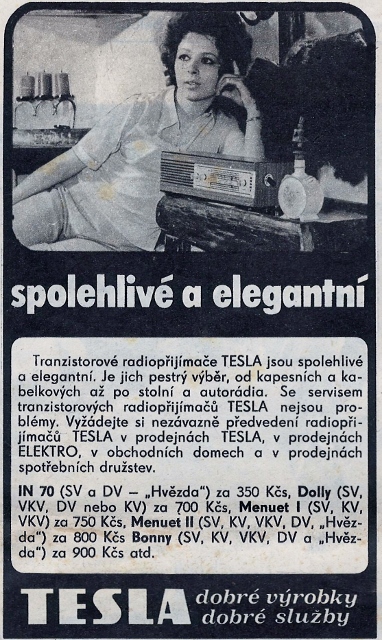 spolehlivé a elegantní
Tranzistorové radiopřijímače TESLA jsou spolehlivé
a elegantní. Je jich pestrý výběr, od kapesních a ka-
belkových až po stolní a autorádia. Se servisem
tranzistorových radiopřijímačů TESLA nejsou pro-
blémy. Vyžádejte si nezávazně předvedení radiopři-
jímačů TESLA v prodejnách TESLA, v prodejnách
ELEKTRO, v obchodních domech a v prodejnách
spotřebních družstev.
IN 70 (SV a DV – „Hvězda“) za 350 Kčs, Dolly (SV,
VKV, DV nebo KV) za 700 Kčs, Menuet I (SV, KV,
VKV) za 750 Kčs, Menuet II (SV, KV, VKV, DV, „Hvěz-
da“) za 800 Kčs Bonny (SV, KV, VKV, DV a „Hvěz-
da“) za 900 Kčs atd.
TESLA dobré výrobky
dobré služby